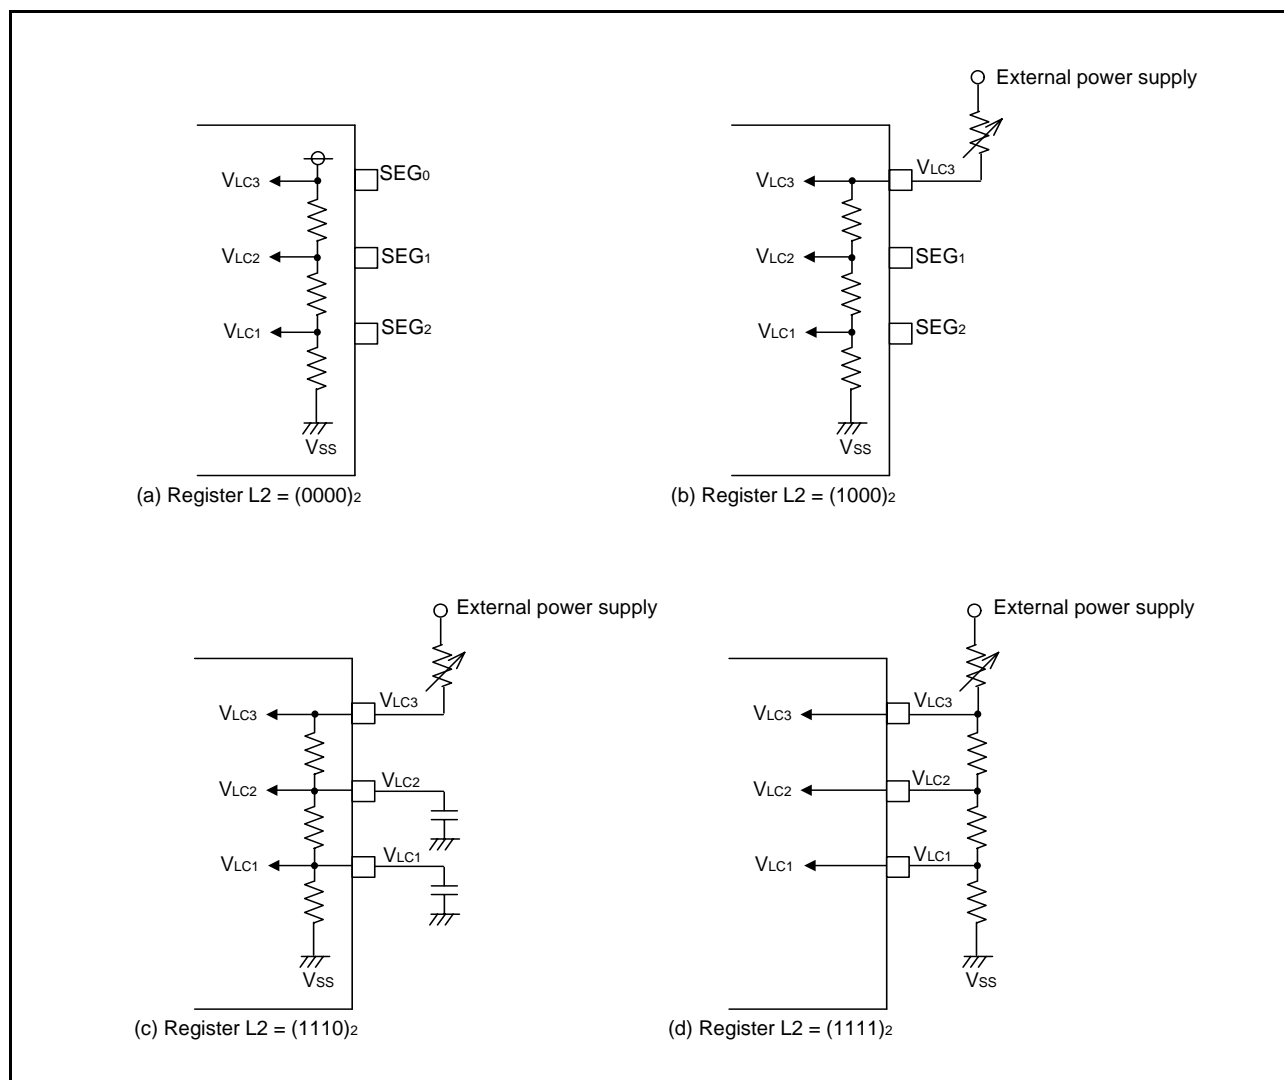 External power supply
VLC3
SEG0
VLC2
SEG1
VLC1
SEG2
VSS
(a) Register L2 = (0000)2
VLC3
VLC3
VLC2
SEG1
VLC1
SEG2
VSS
(b) Register L2 = (1000)2
External power supply
VLC3
VLC3
VLC2
VLC2
VLC1
VLC1
VSS
(c) Register L2 = (1110)2
External power supply
VLC3
VLC3
VLC2
VLC2
VLC1
VLC1
VSS
(d) Register L2 = (1111)2